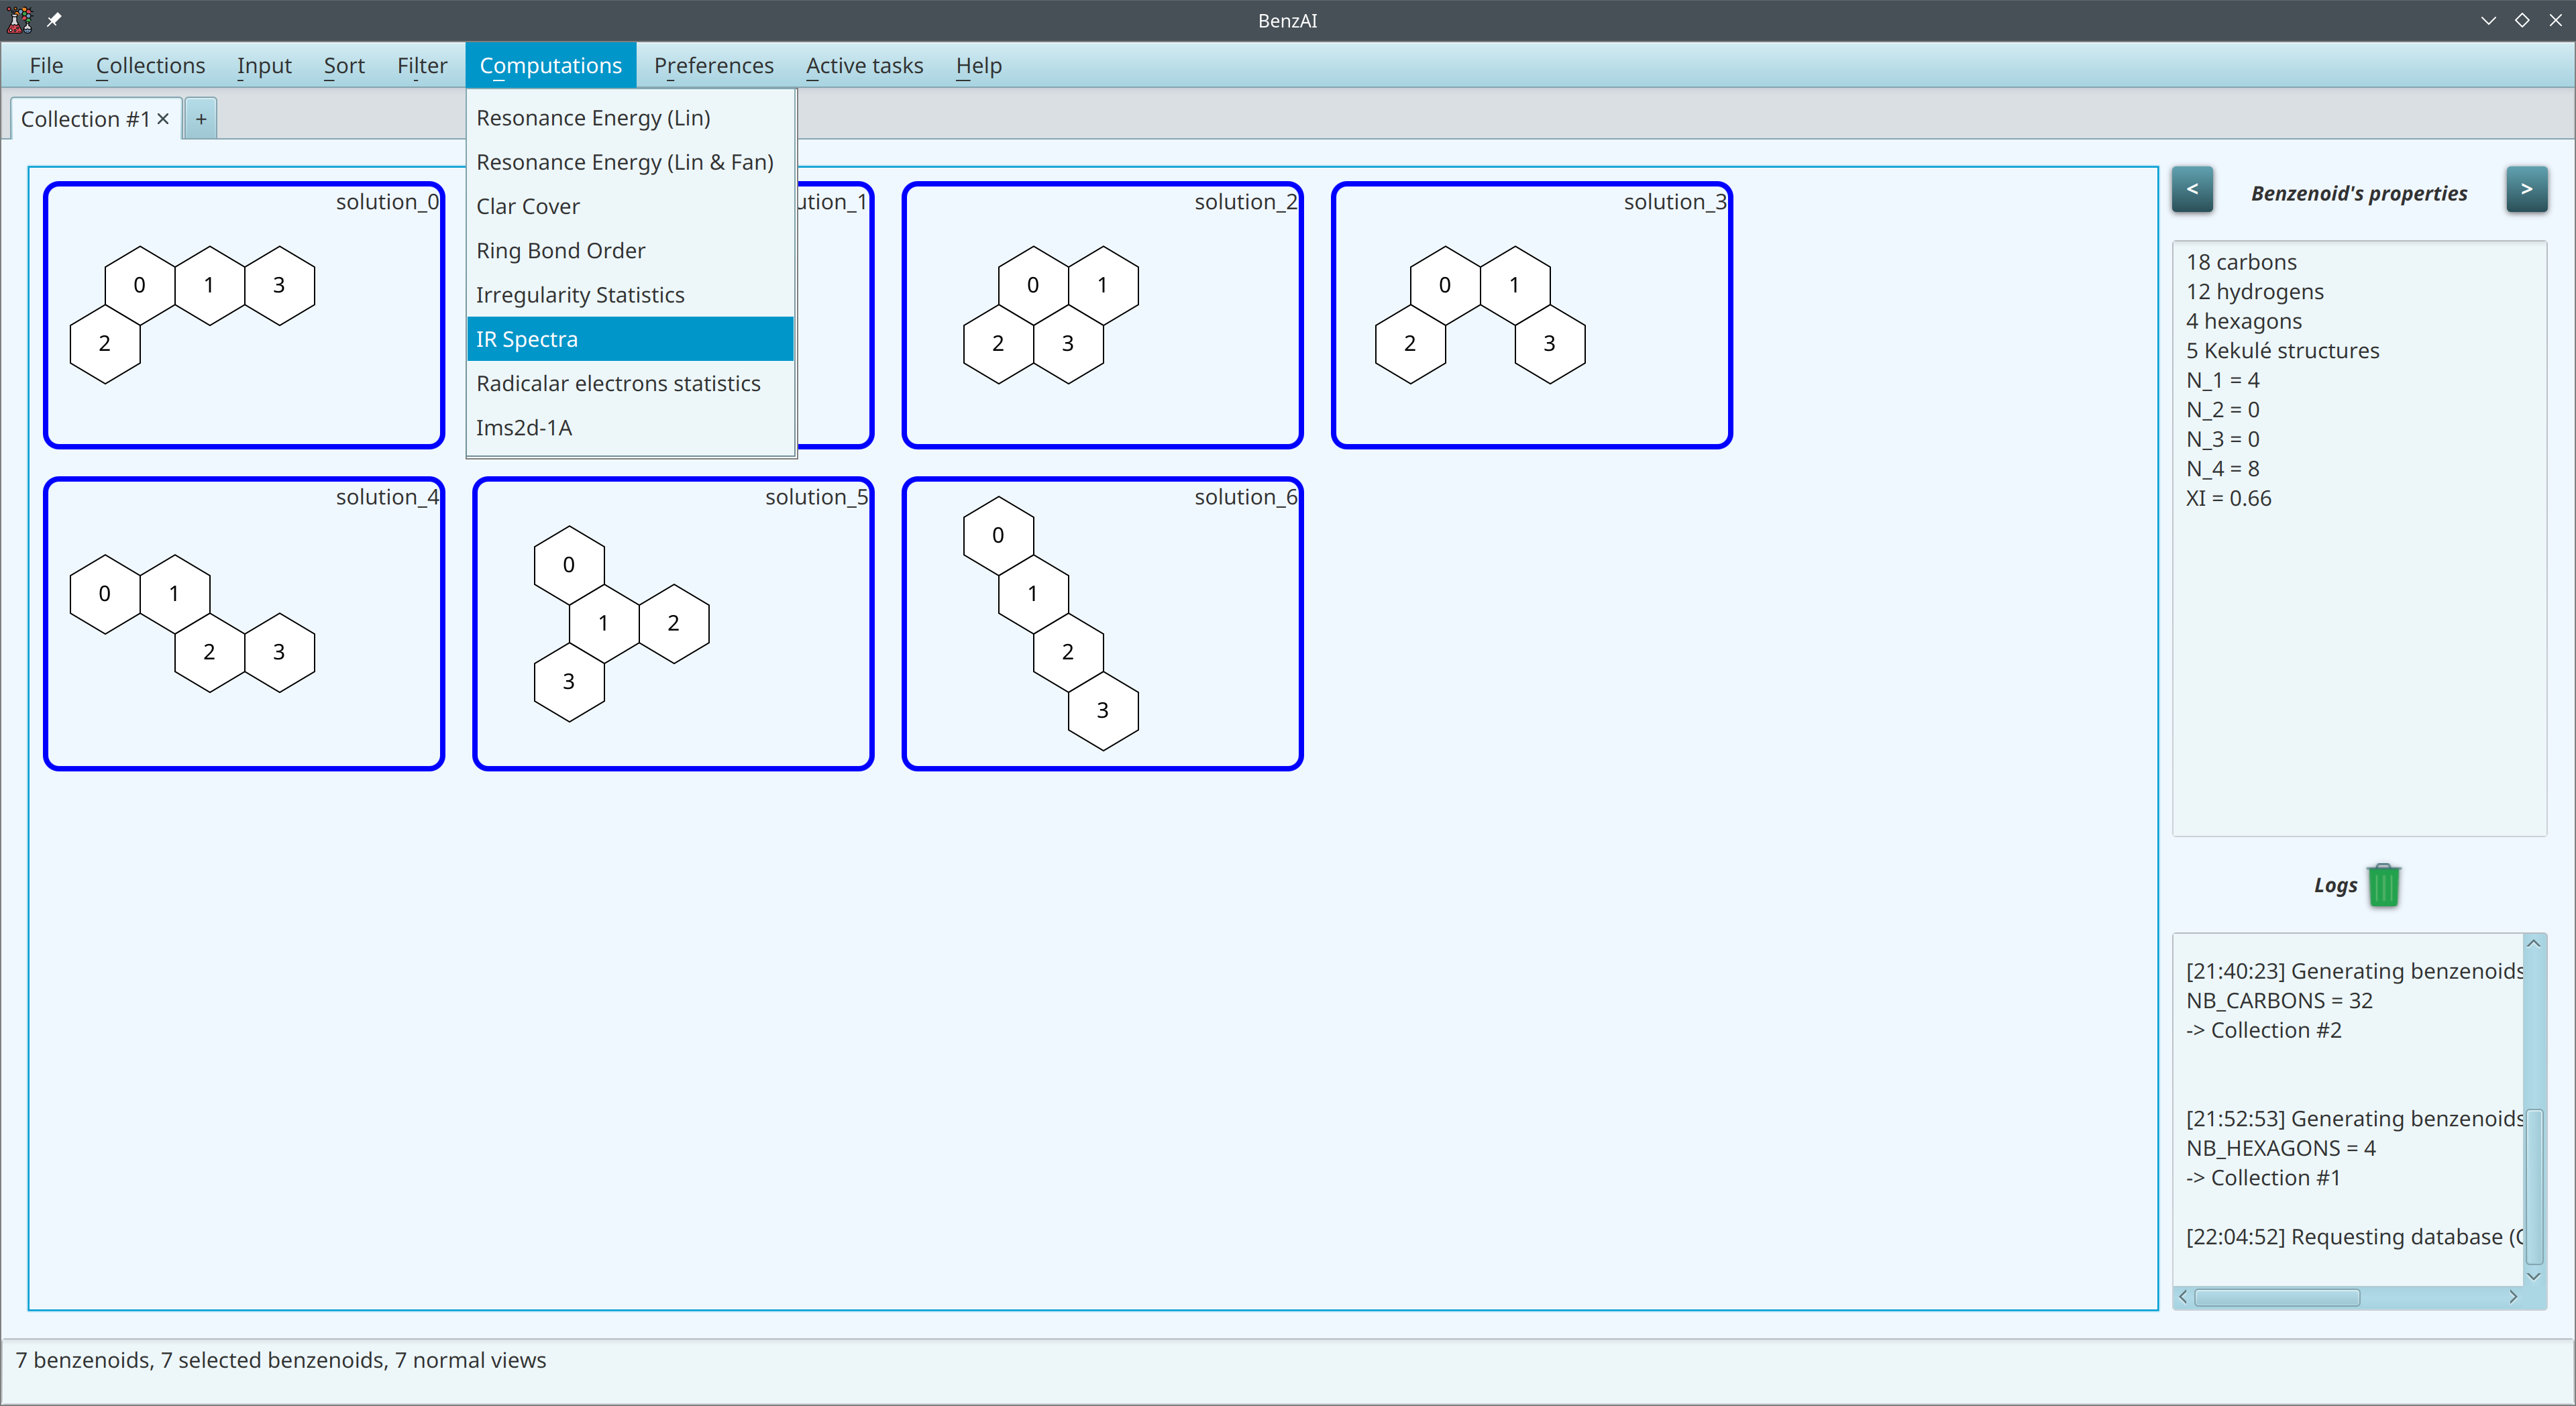 BenzAI
File Collections Input Sort Filter Computations Preferences Active tasks Help
Collection #1 × +
Resonance Energy (Lin)
Resonance Energy (Lin & Fan)
Clar Cover
Ring Bond Order
Irregularity Statistics
IR Spectra
Radicalar electrons statistics
Ims2d-1A
solution_0
0 1 3
2
ution_1
solution_2
0 1
2 3
solution_3
0 1
2 3
solution_4
0 1
2 3
solution_5
0
1 2
3
solution_6
0
1
2
3
< Benzenoid's properties >
18 carbons
12 hydrogens
4 hexagons
5 Kekulé structures
N_1 = 4
N_2 = 0
N_3 = 0
N_4 = 8
XI = 0.66
Logs
[21:40:23] Generating benzenoids
NB_CARBONS = 32
-> Collection #2
[21:52:53] Generating benzenoids
NB_HEXAGONS = 4
-> Collection #1
[22:04:52] Requesting database (
7 benzenoids, 7 selected benzenoids, 7 normal views